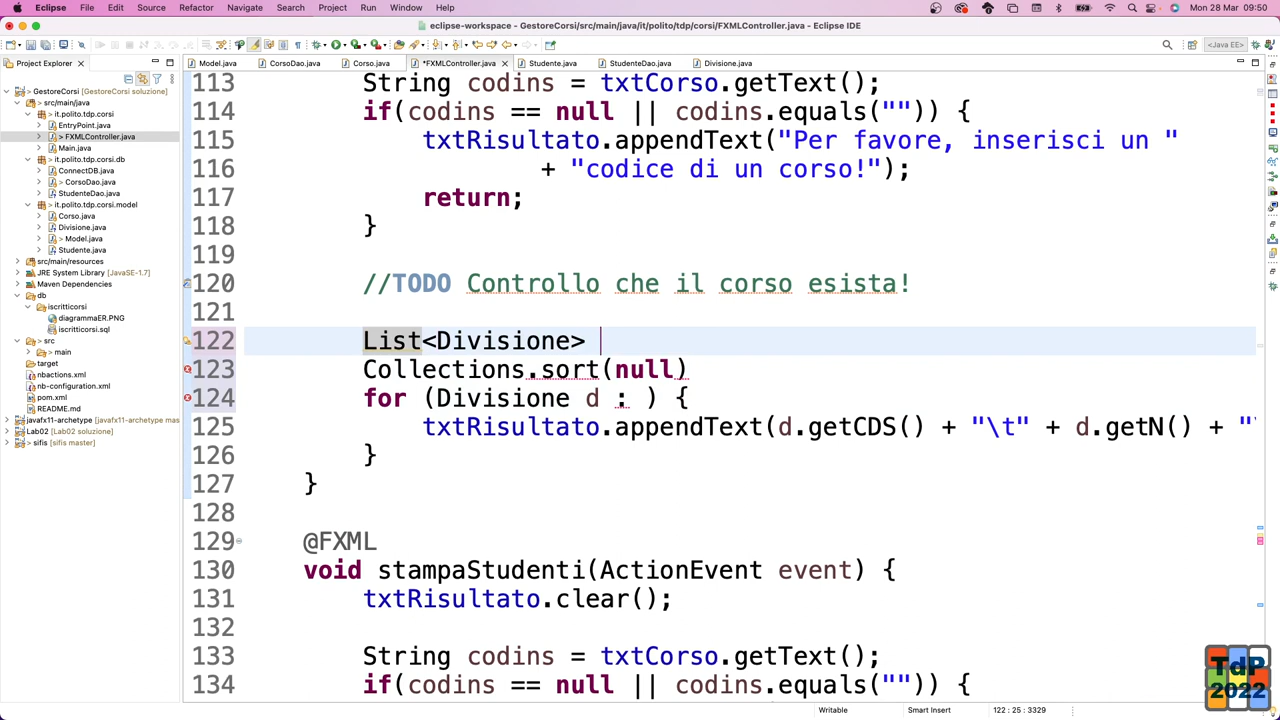 Eclipse File Edit Source Refactor Navigate Search Project Run Window Help Mon 28 Mar 09:50
eclipse-workspace - GestoreCorsi/src/main/java/it/polito/tdp/corsi/FXMLController.java - Eclipse IDE
<Java EE>
Project Explorer
Model.java CorsoDao.java Corso.java *FXMLController.java Studente.java StudenteDao.java Divisione.java
GestoreCorsi (GestoreCorsi soluzione)
src/main/java
it.polito.tdp.corsi
EntryPoint.java
> FXMLController.java
Main.java
it.polito.tdp.corsi.db
ConnectDB.java
> CorsoDao.java
StudenteDao.java
> it.polito.tdp.corsi.model
Corso.java
Divisione.java
> Model.java
Studente.java
src/main/resources
JRE System Library [JavaSE-1.7]
Maven Dependencies
db
iscritticorsi
diagrammaER.PNG
iscritticorsi.sql
src
main
target
nbactions.xml
nb-configuration.xml
pom.xml
README.md
javafx11-archetype [javafx11-archetype mas
Lab02 [Lab02 soluzione]
sifis [sifis master]
113 String codins = txtCorso.getText();
114 if(codins == null || codins.equals("")) {
115 txtRisultato.appendText("Per favore, inserisci un "
116 + "codice di un corso!");
117 return;
118 }
119
120 //TODO Controllo che il corso esista!
121
122 List<Divisione>
123 Collections.sort(null)
124 for (Divisione d : ) {
125 txtRisultato.appendText(d.getCDS() + "\t" + d.getN() + "\
126 }
127 }
128
129 @FXML
130 void stampaStudenti(ActionEvent event) {
131 txtRisultato.clear();
132
133 String codins = txtCorso.getText();
134 if(codins == null || codins.equals("")) {
Writable Smart Insert 122 : 25 : 3329
TdP
2022